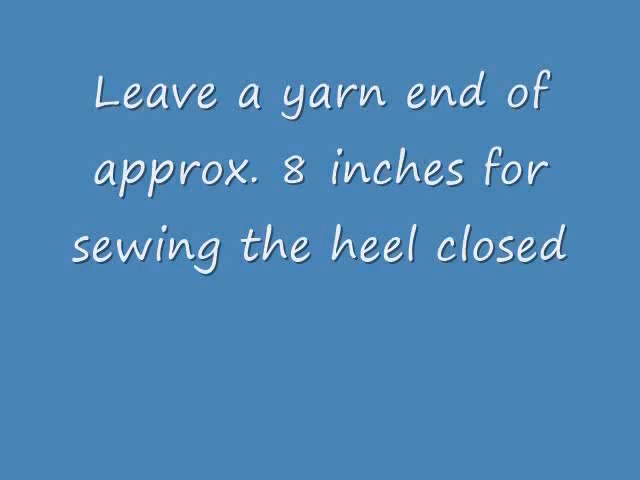 Leave a yarn end of
approx. 8 inches for
sewing the heel closed